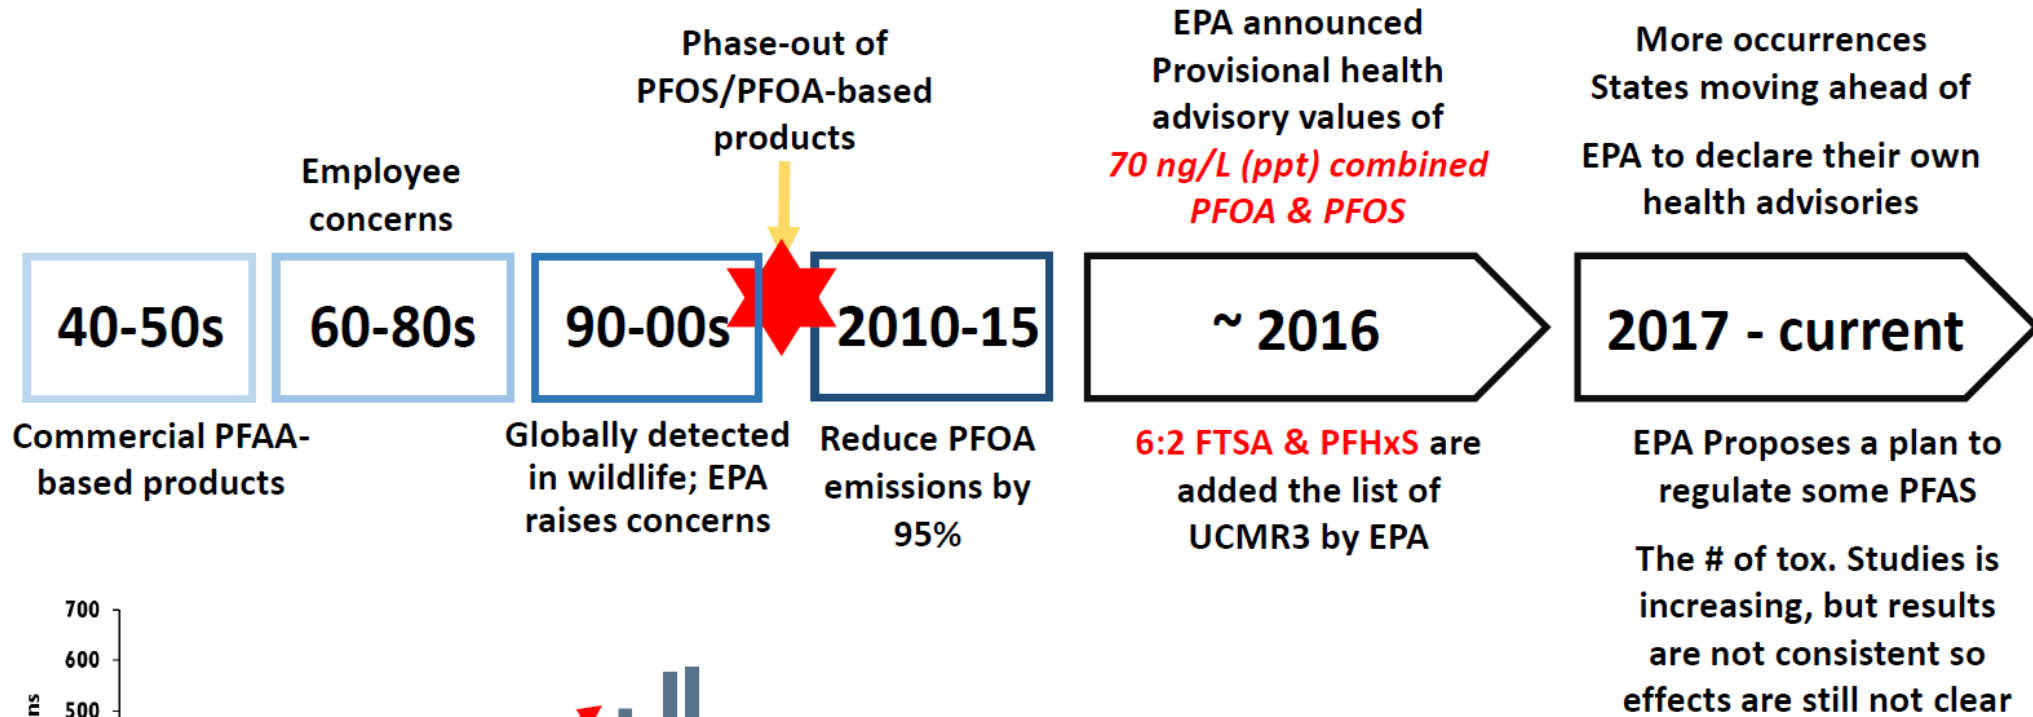 Phase-out of
PFOS/PFOA-based
products
EPA announced
Provisional health
advisory values of
70 ng/L (ppt) combined
PFOA & PFOS
More occurrences
States moving ahead of
EPA to declare their own
health advisories
Employee
concerns
40-50s
60-80s
90-00s
2010-15
~ 2016
2017 - current
Commercial PFAA-
based products
Globally detected
in wildlife; EPA
raises concerns
Reduce PFOA
emissions by
95%
6:2 FTSA & PFHxS are
added the list of
UCMR3 by EPA
EPA Proposes a plan to
regulate some PFAS
The # of tox. Studies is
increasing, but results
are not consistent so
effects are still not clear
700
600
500